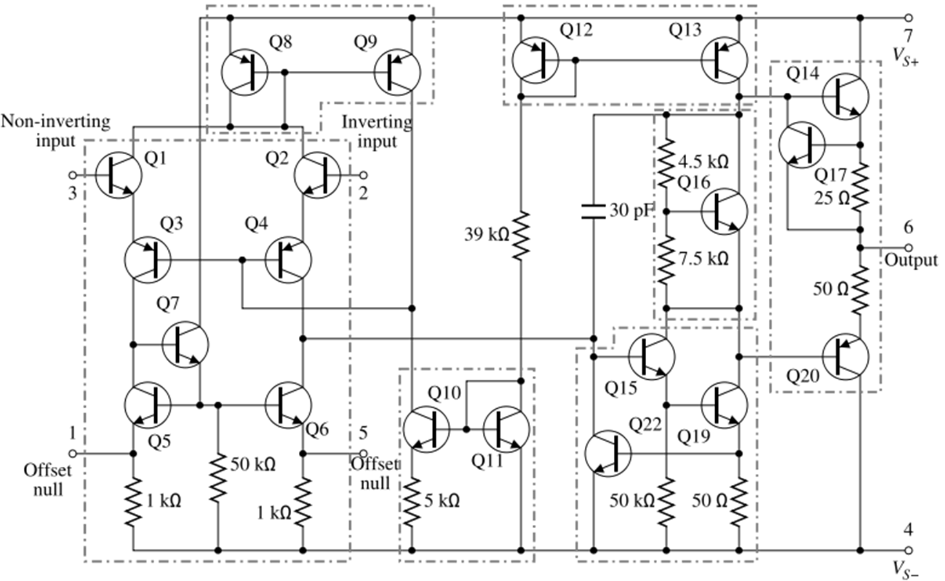 Q8
Q9
Q12
Q13
7
V_S+
Q14
Non-inverting
input
Inverting
input
Q1
Q2
3
2
4.5 kΩ
Q16
Q17
25 Ω
Q3
Q4
39 kΩ
30 pF
6
Output
7.5 kΩ
50 Ω
Q7
Q15
Q20
Q10
Q5
Q6
Q22
Q19
1
5
Q11
Offset
null
50 kΩ
Offset
null
1 kΩ
1 kΩ
5 kΩ
50 kΩ
50 Ω
4
V_S−